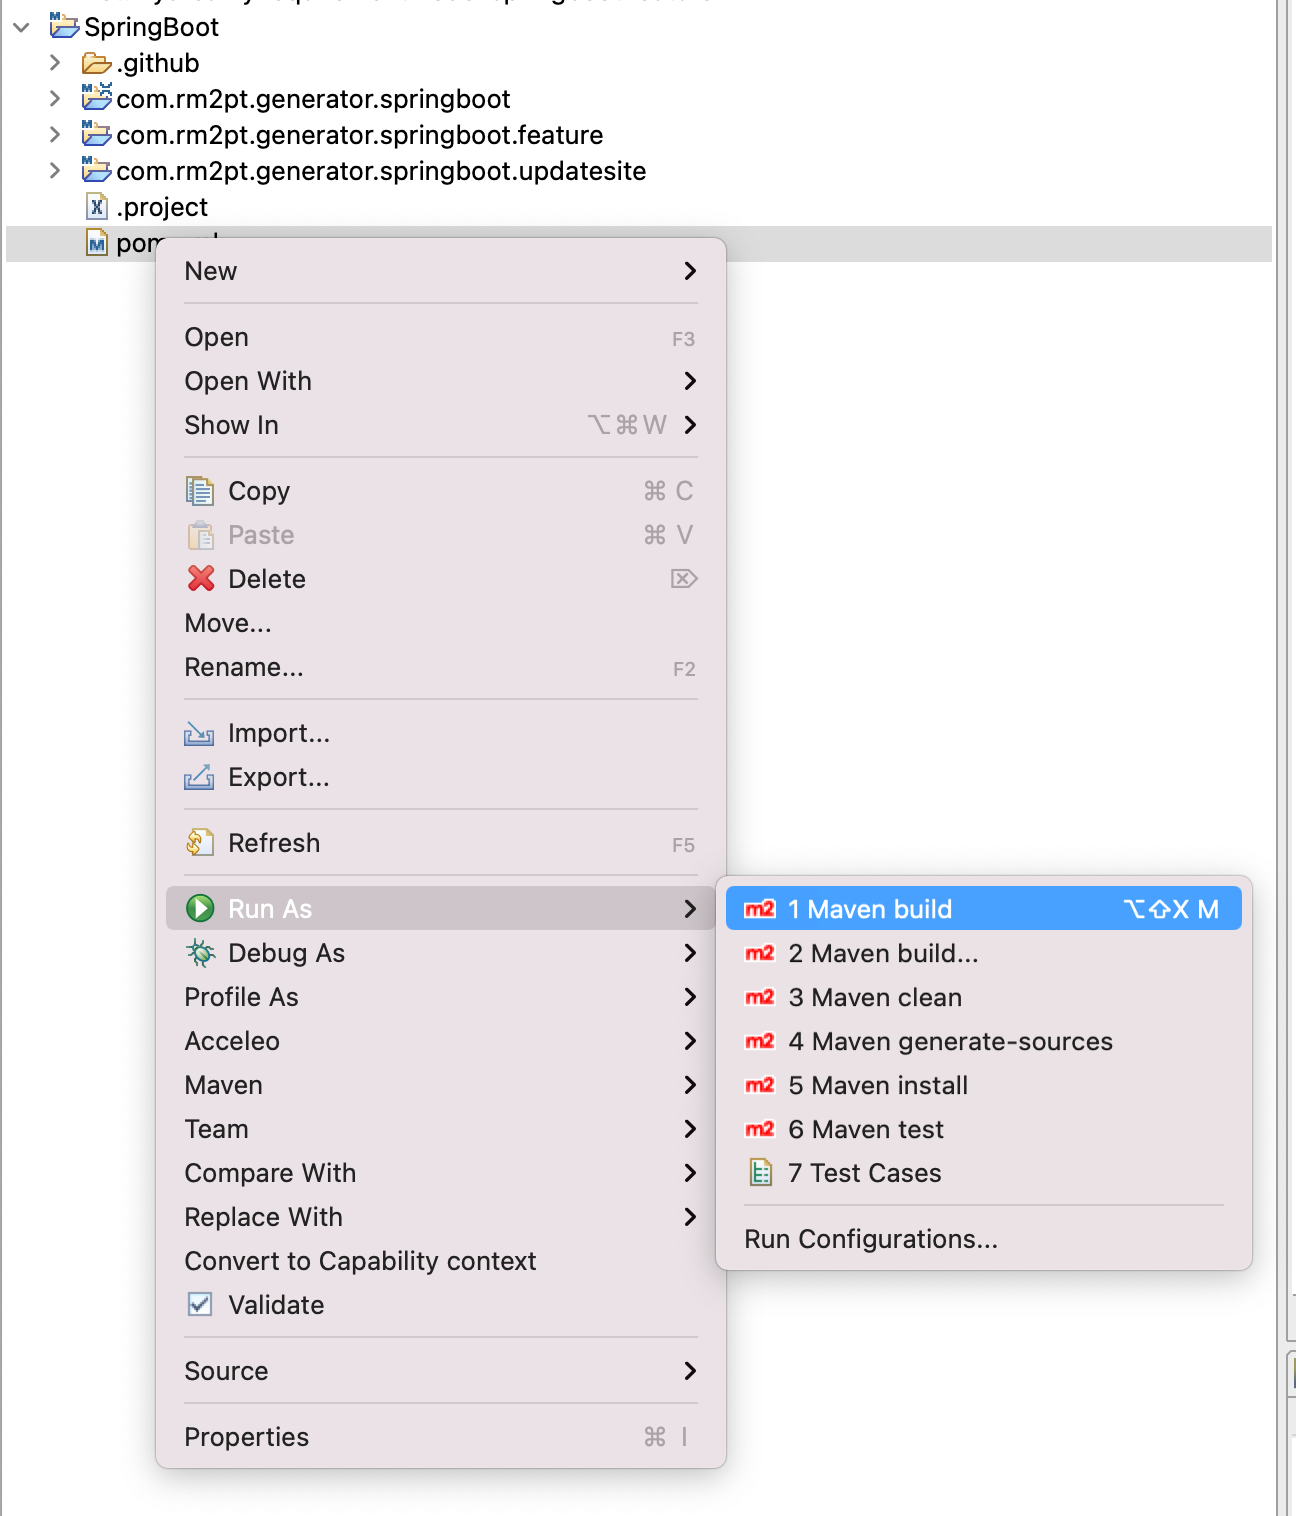 SpringBoot
.github
com.rm2pt.generator.springboot
com.rm2pt.generator.springboot.feature
com.rm2pt.generator.springboot.updatesite
.project
New
Open F3
Open With
Show In ⌥⌘W
Copy ⌘ C
Paste ⌘ V
Delete ⌦
Move...
Rename... F2
Import...
Export...
Refresh F5
Run As
Debug As
Profile As
Acceleo
Maven
Team
Compare With
Replace With
Convert to Capability context
Validate
Source
Properties ⌘ I
m2 1 Maven build ⌥⇧X M
m2 2 Maven build...
m2 3 Maven clean
m2 4 Maven generate-sources
m2 5 Maven install
m2 6 Maven test
7 Test Cases
Run Configurations...